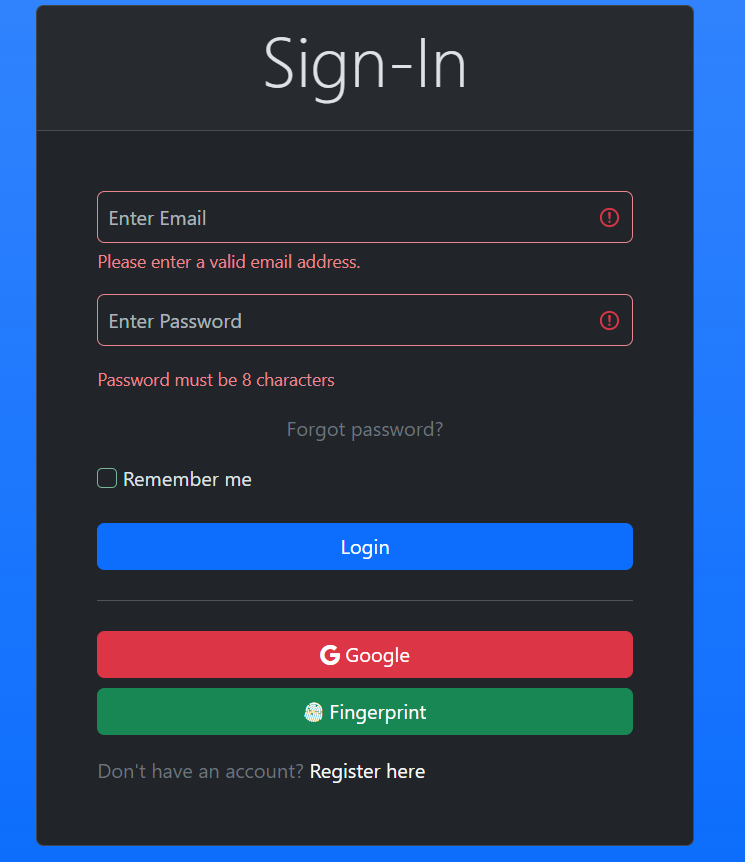 Sign-In
Enter Email
Please enter a valid email address.
Enter Password
Password must be 8 characters
Forgot password?
Remember me
Login
Google
Fingerprint
Don't have an account? Register here